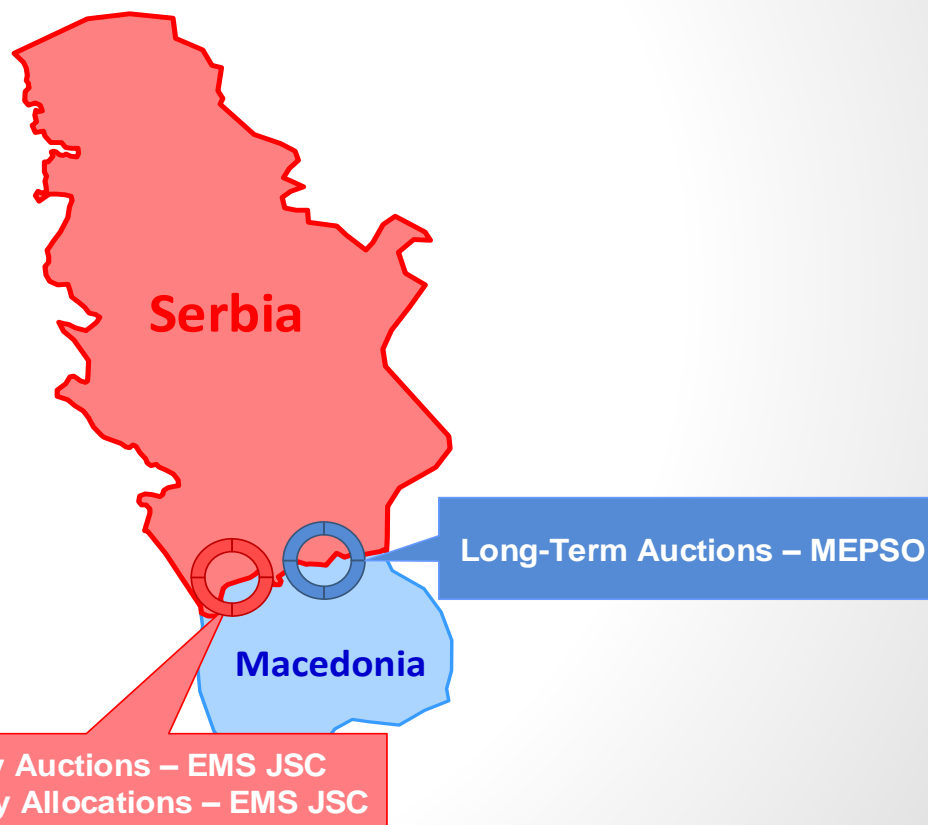 Serbia
Long-Term Auctions – MEPSO
Macedonia
Auctions – EMS JSC
Allocations – EMS JSC